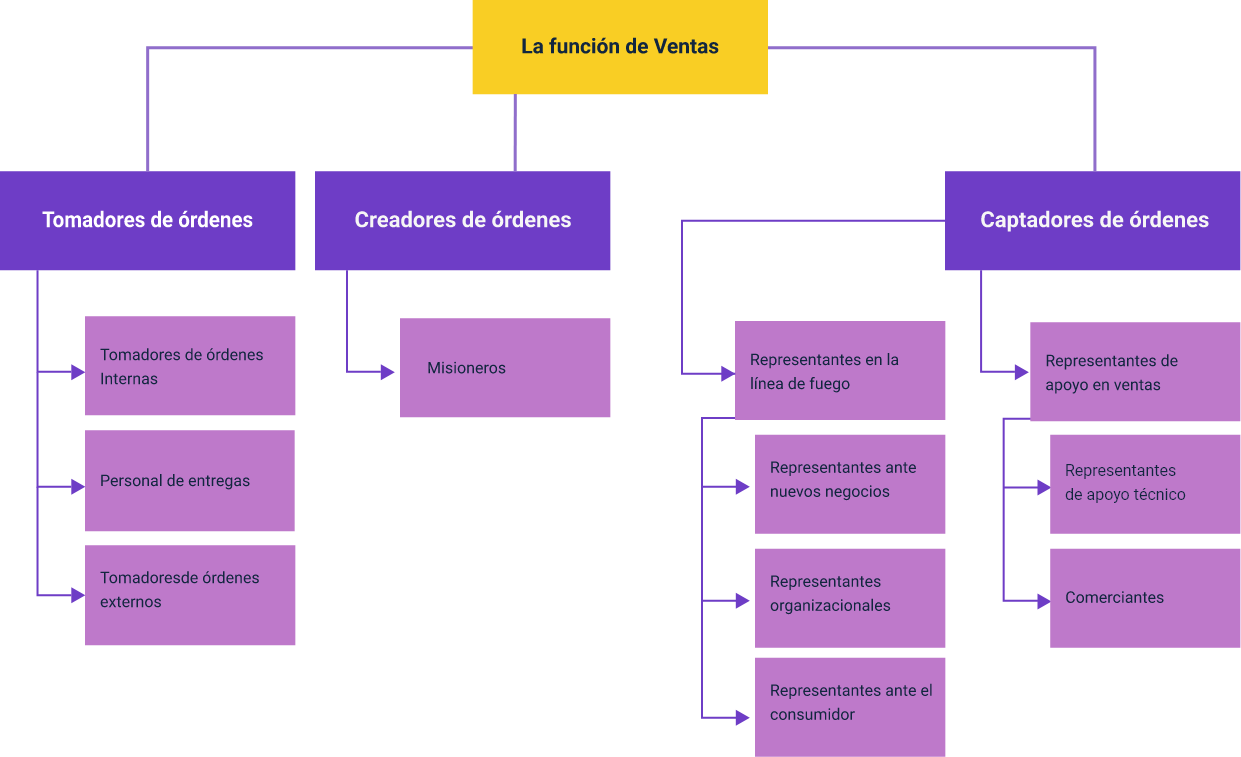 La función de Ventas
Tomadores de órdenes
Creadores de órdenes
Captadores de órdenes
Tomadores de órdenes
Internas
Personal de entregas
Tomadoresde órdenes
externos
Misioneros
Representantes en la
línea de fuego
Representantes ante
nuevos negocios
Representantes
organizacionales
Representantes ante el
consumidor
Representantes de
apoyo en ventas
Representantes
de apoyo técnico
Comerciantes